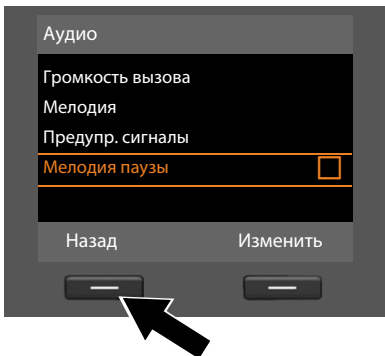 Аудио
Громкость вызова
Мелодия
Предупр. сигналы
Мелодия паузы
Назад Изменить